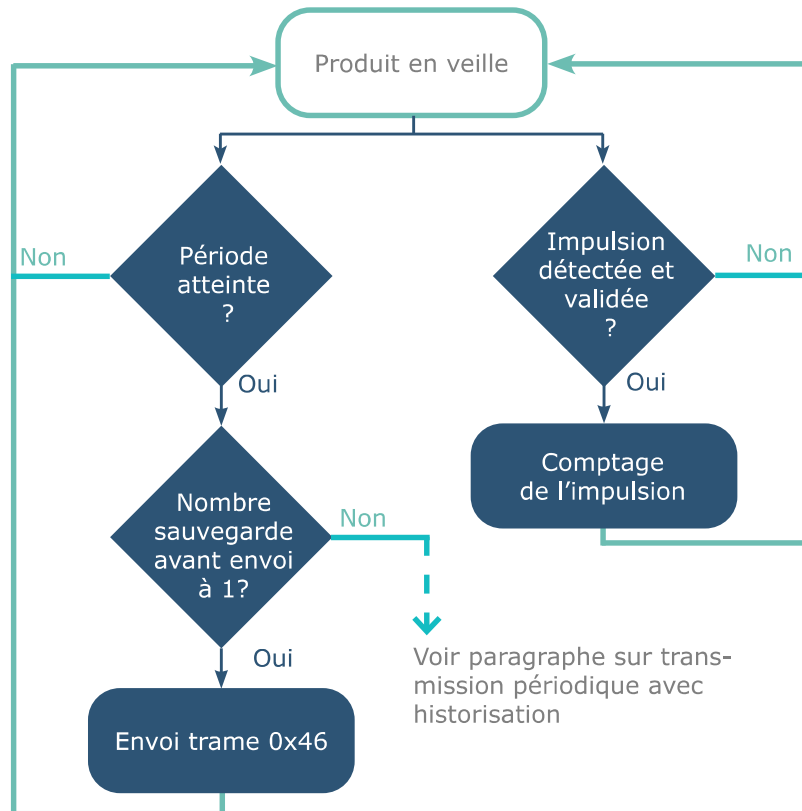 Produit en veille
Non
Période
atteinte
?
Impulsion
détectée et
validée
?
Non
Oui
Oui
Nombre
sauvegarde
avant envoi
à 1?
Non
Comptage
de l’impulsion
Oui
Voir paragraphe sur trans-
mission périodique avec
historisation
Envoi trame 0x46